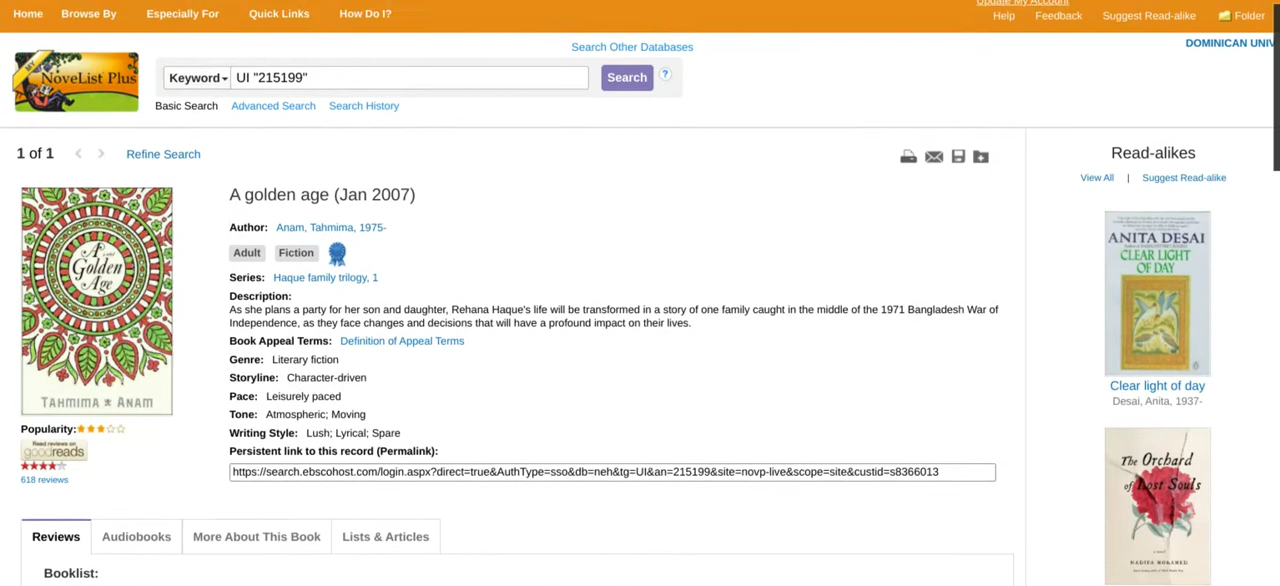 Home Browse By Especially For Quick Links How Do I?
Update My Account
Help Feedback Suggest Read-alike Folder
Search Other Databases
DOMINICAN UNIV
MY
NoveList Plus
Keyword UI "215199" Search ?
Basic Search Advanced Search Search History
1 of 1 Refine Search
A golden age (Jan 2007)
Author: Anam, Tahmima, 1975-
Adult Fiction
Series: Haque family trilogy, 1
Description:
As she plans a party for her son and daughter, Rehana Haque's life will be transformed in a story of one family caught in the middle of the 1971 Bangladesh War of
Independence, as they face changes and decisions that will have a profound impact on their lives.
Book Appeal Terms: Definition of Appeal Terms
Genre: Literary fiction
Storyline: Character-driven
Pace: Leisurely paced
Tone: Atmospheric; Moving
Writing Style: Lush; Lyrical; Spare
Persistent link to this record (Permalink):
https://search.ebscohost.com/login.aspx?direct=true&AuthType=sso&db=neh&tg=UI&an=215199&site=novp-live&scope=site&custid=s8366013
A
Golden
Age
TAHMIMA ANAM
Popularity:
Read reviews on
goodreads
618 reviews
Reviews Audiobooks More About This Book Lists & Articles
Booklist:
Read-alikes
View All | Suggest Read-alike
ANITA DESAI
CLEAR LIGHT
OF DAY
Clear light of day
Desai, Anita, 1937-
The Orchard
of Lost Souls
a novel
NADIFA MOHAMED